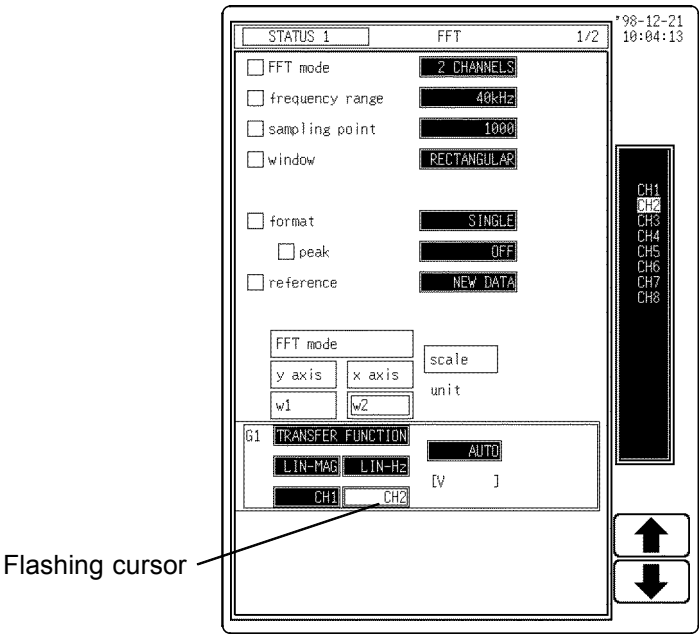 '98-12-21
STATUS 1 FFT 1/2 10:04:13
FFT mode 2 CHANNELS
frequency range 40kHz
sampling point 1000
window RECTANGULAR
format SINGLE
peak OFF
reference NEW DATA
CH1
CH2
CH3
CH4
CH5
CH6
CH7
CH8
FFT mode
scale
y axis x axis
unit
w1 w2
G1 TRANSFER FUNCTION
AUTO
LIN-MAG LIN-Hz
[V ]
CH1 CH2
Flashing cursor